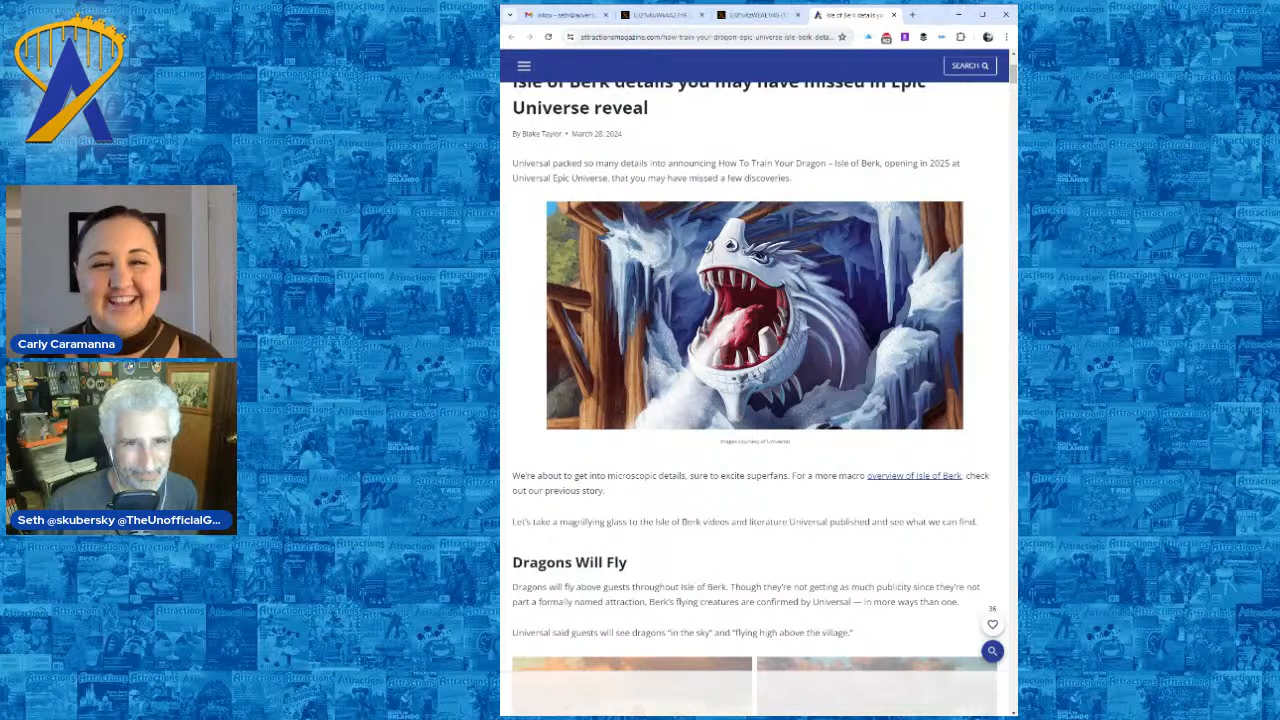 Inbox - seth@advent
attractionsmagazine.com/how-train-your-dragon-epic-universe-isle-berk-deta...
SEARCH
Isle of Berk details you may have missed in Epic
Universe reveal
By Blake Taylor • March 28, 2024
Universal packed so many details into announcing How To Train Your Dragon – Isle of Berk, opening in 2025 at
Universal Epic Universe, that you may have missed a few discoveries.
Images courtesy of Universal
We're about to get into microscopic details, sure to excite superfans. For a more macro overview of Isle of Berk, check
out our previous story.
Let's take a magnifying glass to the Isle of Berk videos and literature Universal published and see what we can find.
Dragons Will Fly
Dragons will fly above guests throughout Isle of Berk. Though they're not getting as much publicity since they're not
part a formally named attraction, Berk's flying creatures are confirmed by Universal — in more ways than one.
36
Universal said guests will see dragons "in the sky" and "flying high above the village."
Carly Caramanna
Seth @skubersky @TheUnofficialG...